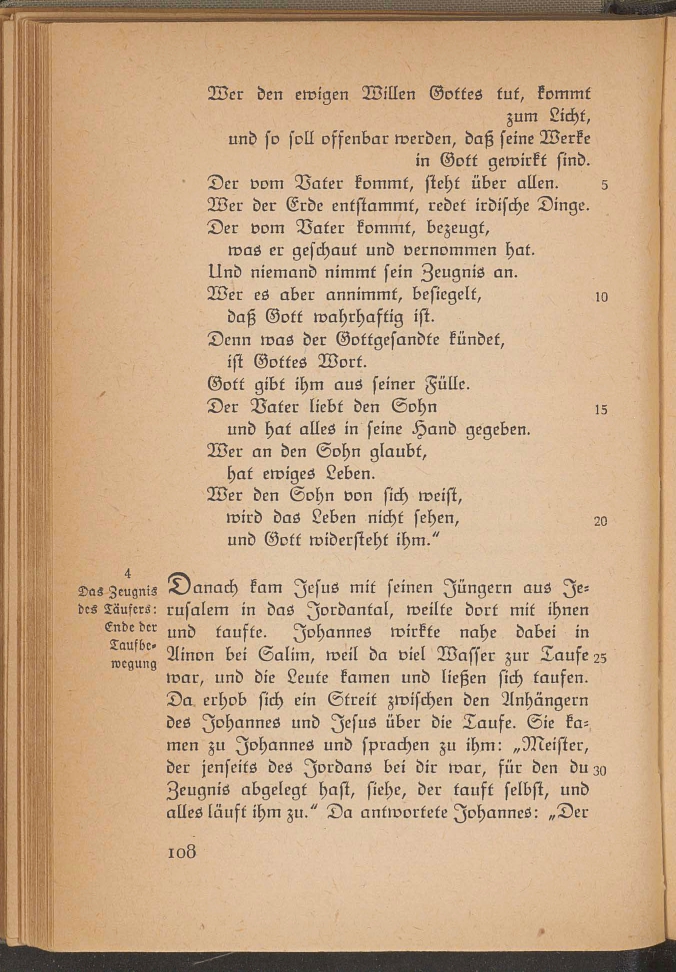 Wer den ewigen Willen Gottes tut, kommt
zum Licht,
und so soll offenbar werden, daß seine Werke
in Gott gewirkt sind.
Der vom Vater kommt, steht über allen. 5
Wer der Erde entstammt, redet irdische Dinge.
Der vom Vater kommt, bezeugt,
was er geschaut und vernommen hat.
Und niemand nimmt sein Zeugnis an.
Wer es aber annimmt, besiegelt, 10
daß Gott wahrhaftig ist.
Denn was der Gottgesandte kündet,
ist Gottes Wort.
Gott gibt ihm aus seiner Fülle.
Der Vater liebt den Sohn 15
und hat alles in seine Hand gegeben.
Wer an den Sohn glaubt,
hat ewiges Leben.
Wer den Sohn von sich weist,
wird das Leben nicht sehen, 20
und Gott widersteht ihm.“
4
Das Zeugnis
des Täufers:
Ende der
Taufbe-
wegung
Danach kam Jesus mit seinen Jüngern aus Je-
rusalem in das Jordantal, weilte dort mit ihnen
und taufte. Johannes wirkte nahe dabei in
Ainon bei Salim, weil da viel Wasser zur Taufe 25
war, und die Leute kamen und ließen sich taufen.
Da erhob sich ein Streit zwischen den Anhängern
des Johannes und Jesus über die Taufe. Sie ka-
men zu Johannes und sprachen zu ihm: „Meister,
der jenseits des Jordans bei dir war, für den du 30
Zeugnis abgelegt hast, siehe, der tauft selbst, und
alles läuft ihm zu.“ Da antwortete Johannes: „Der
108